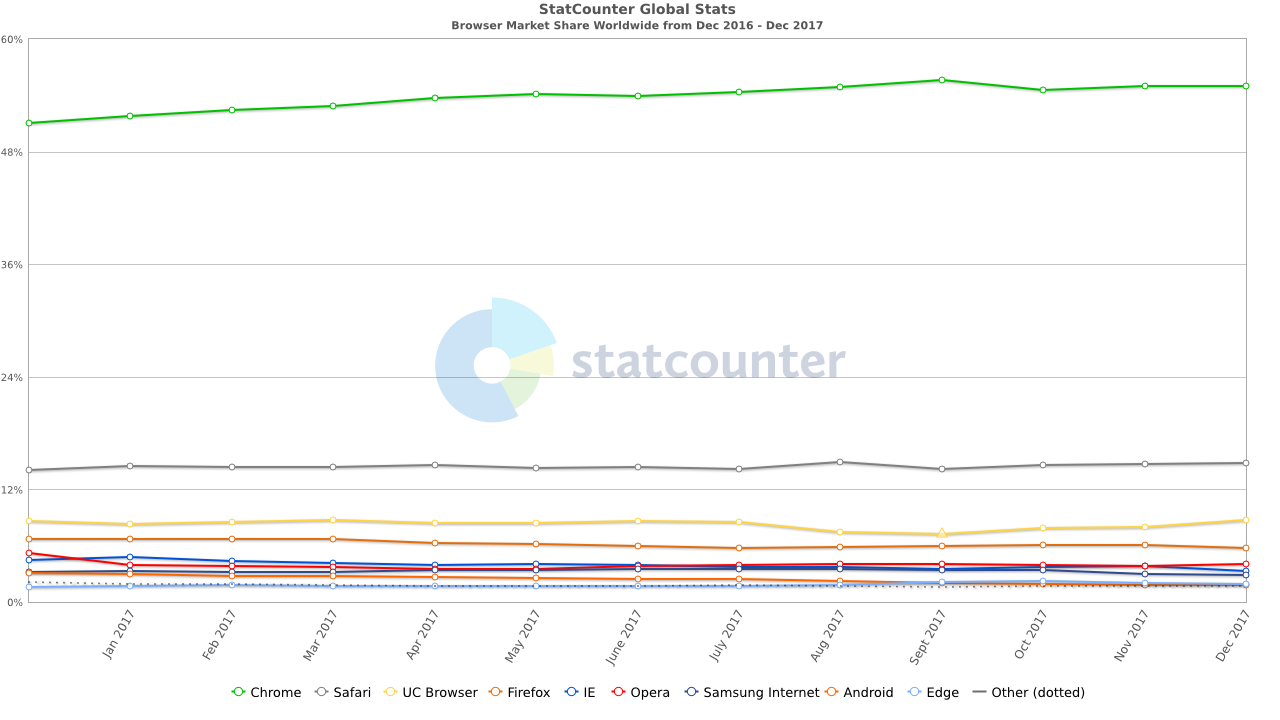 StatCounter Global Stats
Browser Market Share Worldwide from Dec 2016 - Dec 2017
60%
48%
36%
24%
12%
0%
statcounter
Jan 2017
Feb 2017
Mar 2017
Apr 2017
May 2017
June 2017
July 2017
Aug 2017
Sept 2017
Oct 2017
Nov 2017
Dec 2017
Chrome Safari UC Browser Firefox IE Opera Samsung Internet Android Edge Other (dotted)